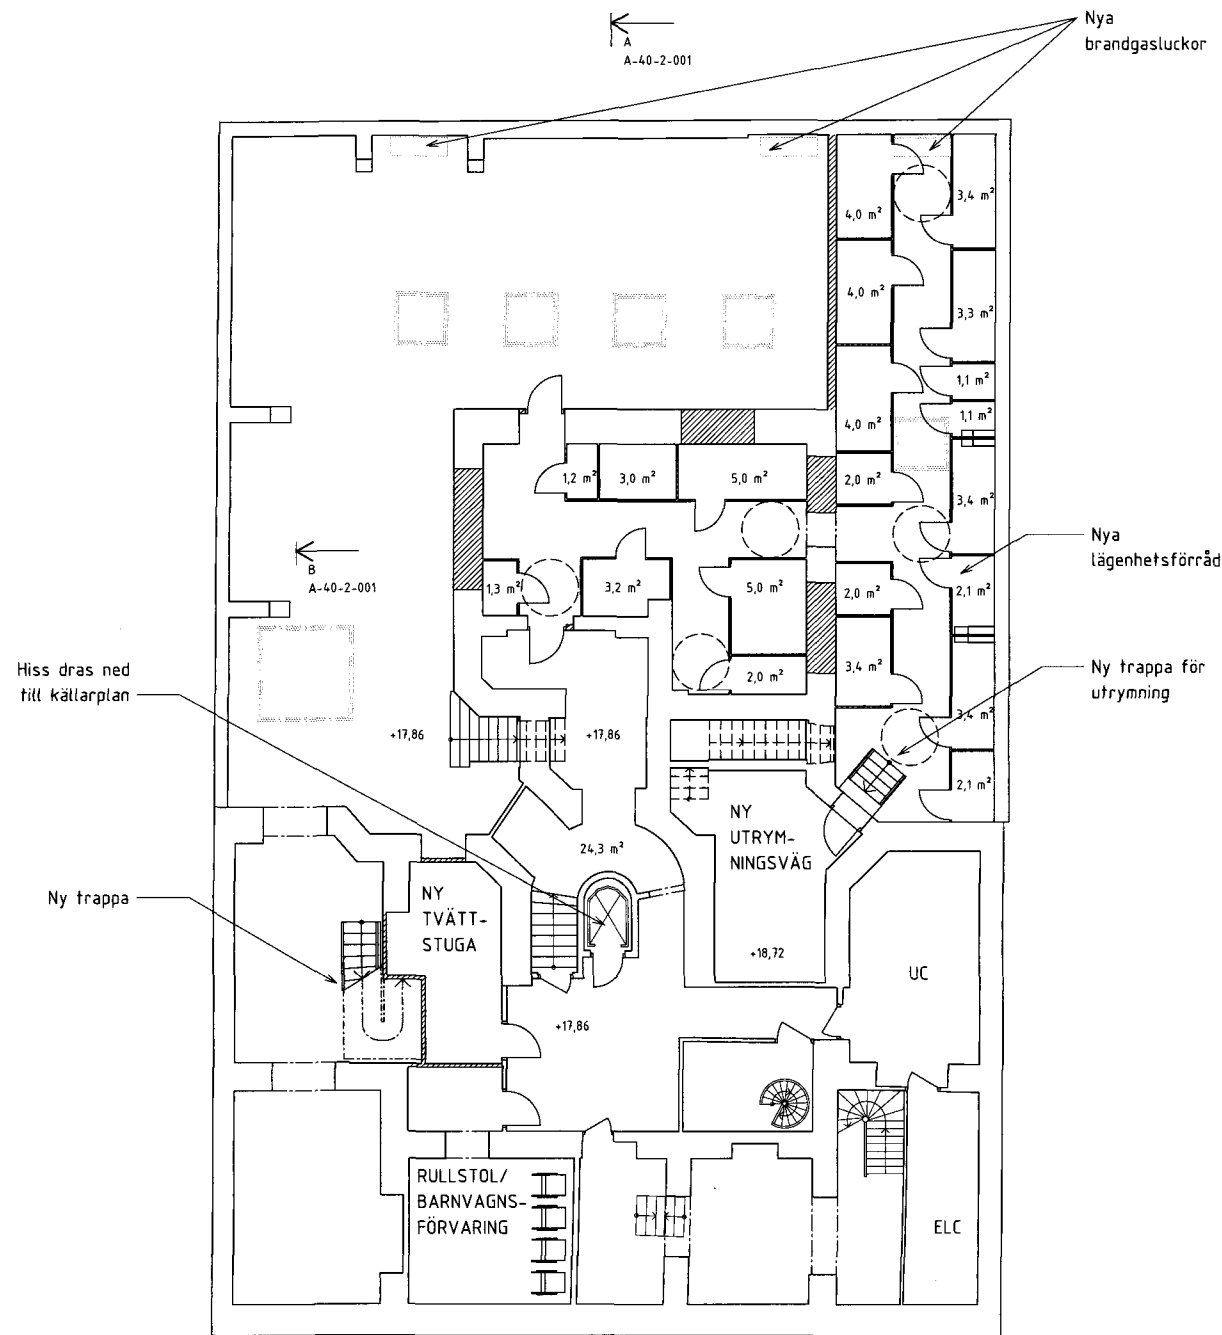 Nya
brandgasluckor
A
A-40-2-001
4,0 m²
3,4 m²
4,0 m²
3,3 m²
1,1 m²
4,0 m²
1,1 m²
1,2 m²
3,0 m²
5,0 m²
2,0 m²
3,4 m²
Nya
lägenhetsförråd
B
A-40-2-001
1,3 m²
3,2 m²
5,0 m²
2,0 m²
2,1 m²
Hiss dras ned
till källarplan
2,0 m²
3,4 m²
Ny trappa för
utrymning
3,4 m²
+17,86
+17,86
2,1 m²
NY
UTRYM-
NINGSVÄG
24,3 m²
Ny trappa
NY
TVÄTT-
STUGA
+18,72
UC
+17,86
RULLSTOL/
BARNVAGNS-
FÖRVARING
ELC